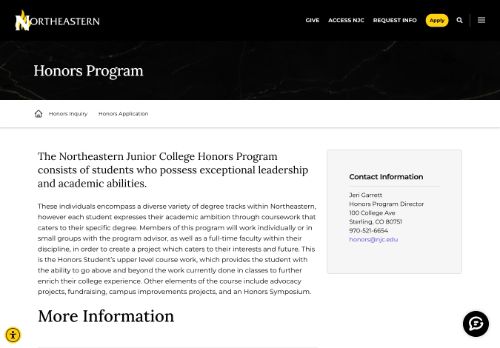 NORTHEASTERN
GIVE ACCESS NJC REQUEST INFO Apply
Honors Program
Honors Inquiry Honors Application
The Northeastern Junior College Honors Program
consists of students who possess exceptional leadership
and academic abilities.
These individuals encompass a diverse variety of degree tracks within Northeastern,
however each student expresses their academic ambition through coursework that
caters to their specific degree. Members of this program will work individually or in
small groups with the program advisor, as well as a full-time faculty within their
discipline, in order to create a project which caters to their interests and future. This
is the Honors Student's upper level course work, which provides the student with
the ability to go above and beyond the work currently done in classes to further
enrich their college experience. Other elements of the course include advocacy
projects, fundraising, campus improvements projects, and an Honors Symposium.
More Information
Contact Information
Jen Garrett
Honors Program Director
100 College Ave
Sterling, CO 80751
970-521-6654
honors@njc.edu